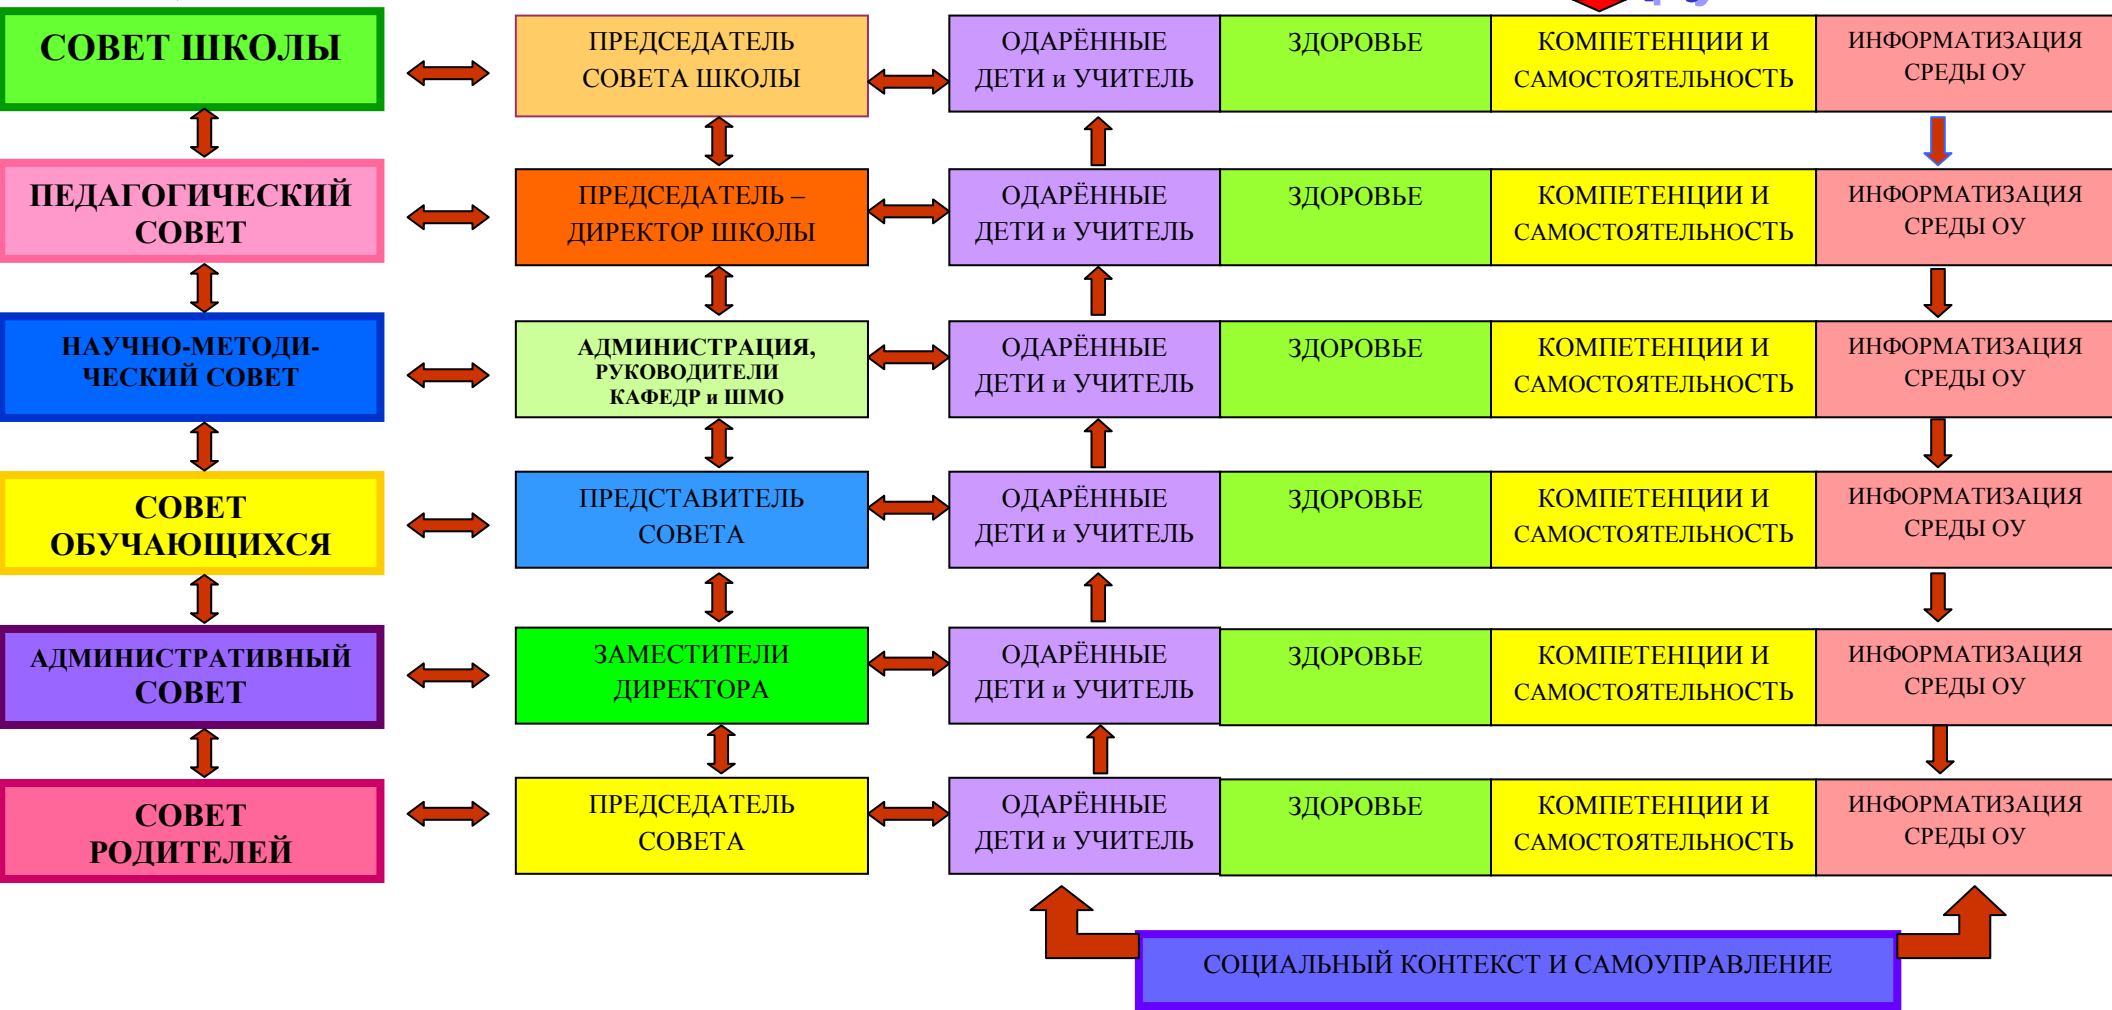 СОВЕТ ШКОЛЫ
ПРЕДСЕДАТЕЛЬ
СОВЕТА ШКОЛЫ
ОДАРЁННЫЕ
ДЕТИ и УЧИТЕЛЬ
ЗДОРОВЬЕ
КОМПЕТЕНЦИИ И
САМОСТОЯТЕЛЬНОСТЬ
ИНФОРМАТИЗАЦИЯ
СРЕДЫ ОУ
ПЕДАГОГИЧЕСКИЙ
СОВЕТ
ПРЕДСЕДАТЕЛЬ –
ДИРЕКТОР ШКОЛЫ
ОДАРЁННЫЕ
ДЕТИ и УЧИТЕЛЬ
ЗДОРОВЬЕ
КОМПЕТЕНЦИИ И
САМОСТОЯТЕЛЬНОСТЬ
ИНФОРМАТИЗАЦИЯ
СРЕДЫ ОУ
НАУЧНО-МЕТОДИ-
ЧЕСКИЙ СОВЕТ
АДМИНИСТРАЦИЯ,
РУКОВОДИТЕЛИ
КАФЕДР и ШМО
ОДАРЁННЫЕ
ДЕТИ и УЧИТЕЛЬ
ЗДОРОВЬЕ
КОМПЕТЕНЦИИ И
САМОСТОЯТЕЛЬНОСТЬ
ИНФОРМАТИЗАЦИЯ
СРЕДЫ ОУ
СОВЕТ
ОБУЧАЮЩИХСЯ
ПРЕДСТАВИТЕЛЬ
СОВЕТА
ОДАРЁННЫЕ
ДЕТИ и УЧИТЕЛЬ
ЗДОРОВЬЕ
КОМПЕТЕНЦИИ И
САМОСТОЯТЕЛЬНОСТЬ
ИНФОРМАТИЗАЦИЯ
СРЕДЫ ОУ
АДМИНИСТРАТИВНЫЙ
СОВЕТ
ЗАМЕСТИТЕЛИ
ДИРЕКТОРА
ОДАРЁННЫЕ
ДЕТИ и УЧИТЕЛЬ
ЗДОРОВЬЕ
КОМПЕТЕНЦИИ И
САМОСТОЯТЕЛЬНОСТЬ
ИНФОРМАТИЗАЦИЯ
СРЕДЫ ОУ
СОВЕТ
РОДИТЕЛЕЙ
ПРЕДСЕДАТЕЛЬ
СОВЕТА
ОДАРЁННЫЕ
ДЕТИ и УЧИТЕЛЬ
ЗДОРОВЬЕ
КОМПЕТЕНЦИИ И
САМОСТОЯТЕЛЬНОСТЬ
ИНФОРМАТИЗАЦИЯ
СРЕДЫ ОУ
СОЦИАЛЬНЫЙ КОНТЕКСТ И САМОУПРАВЛЕНИЕ